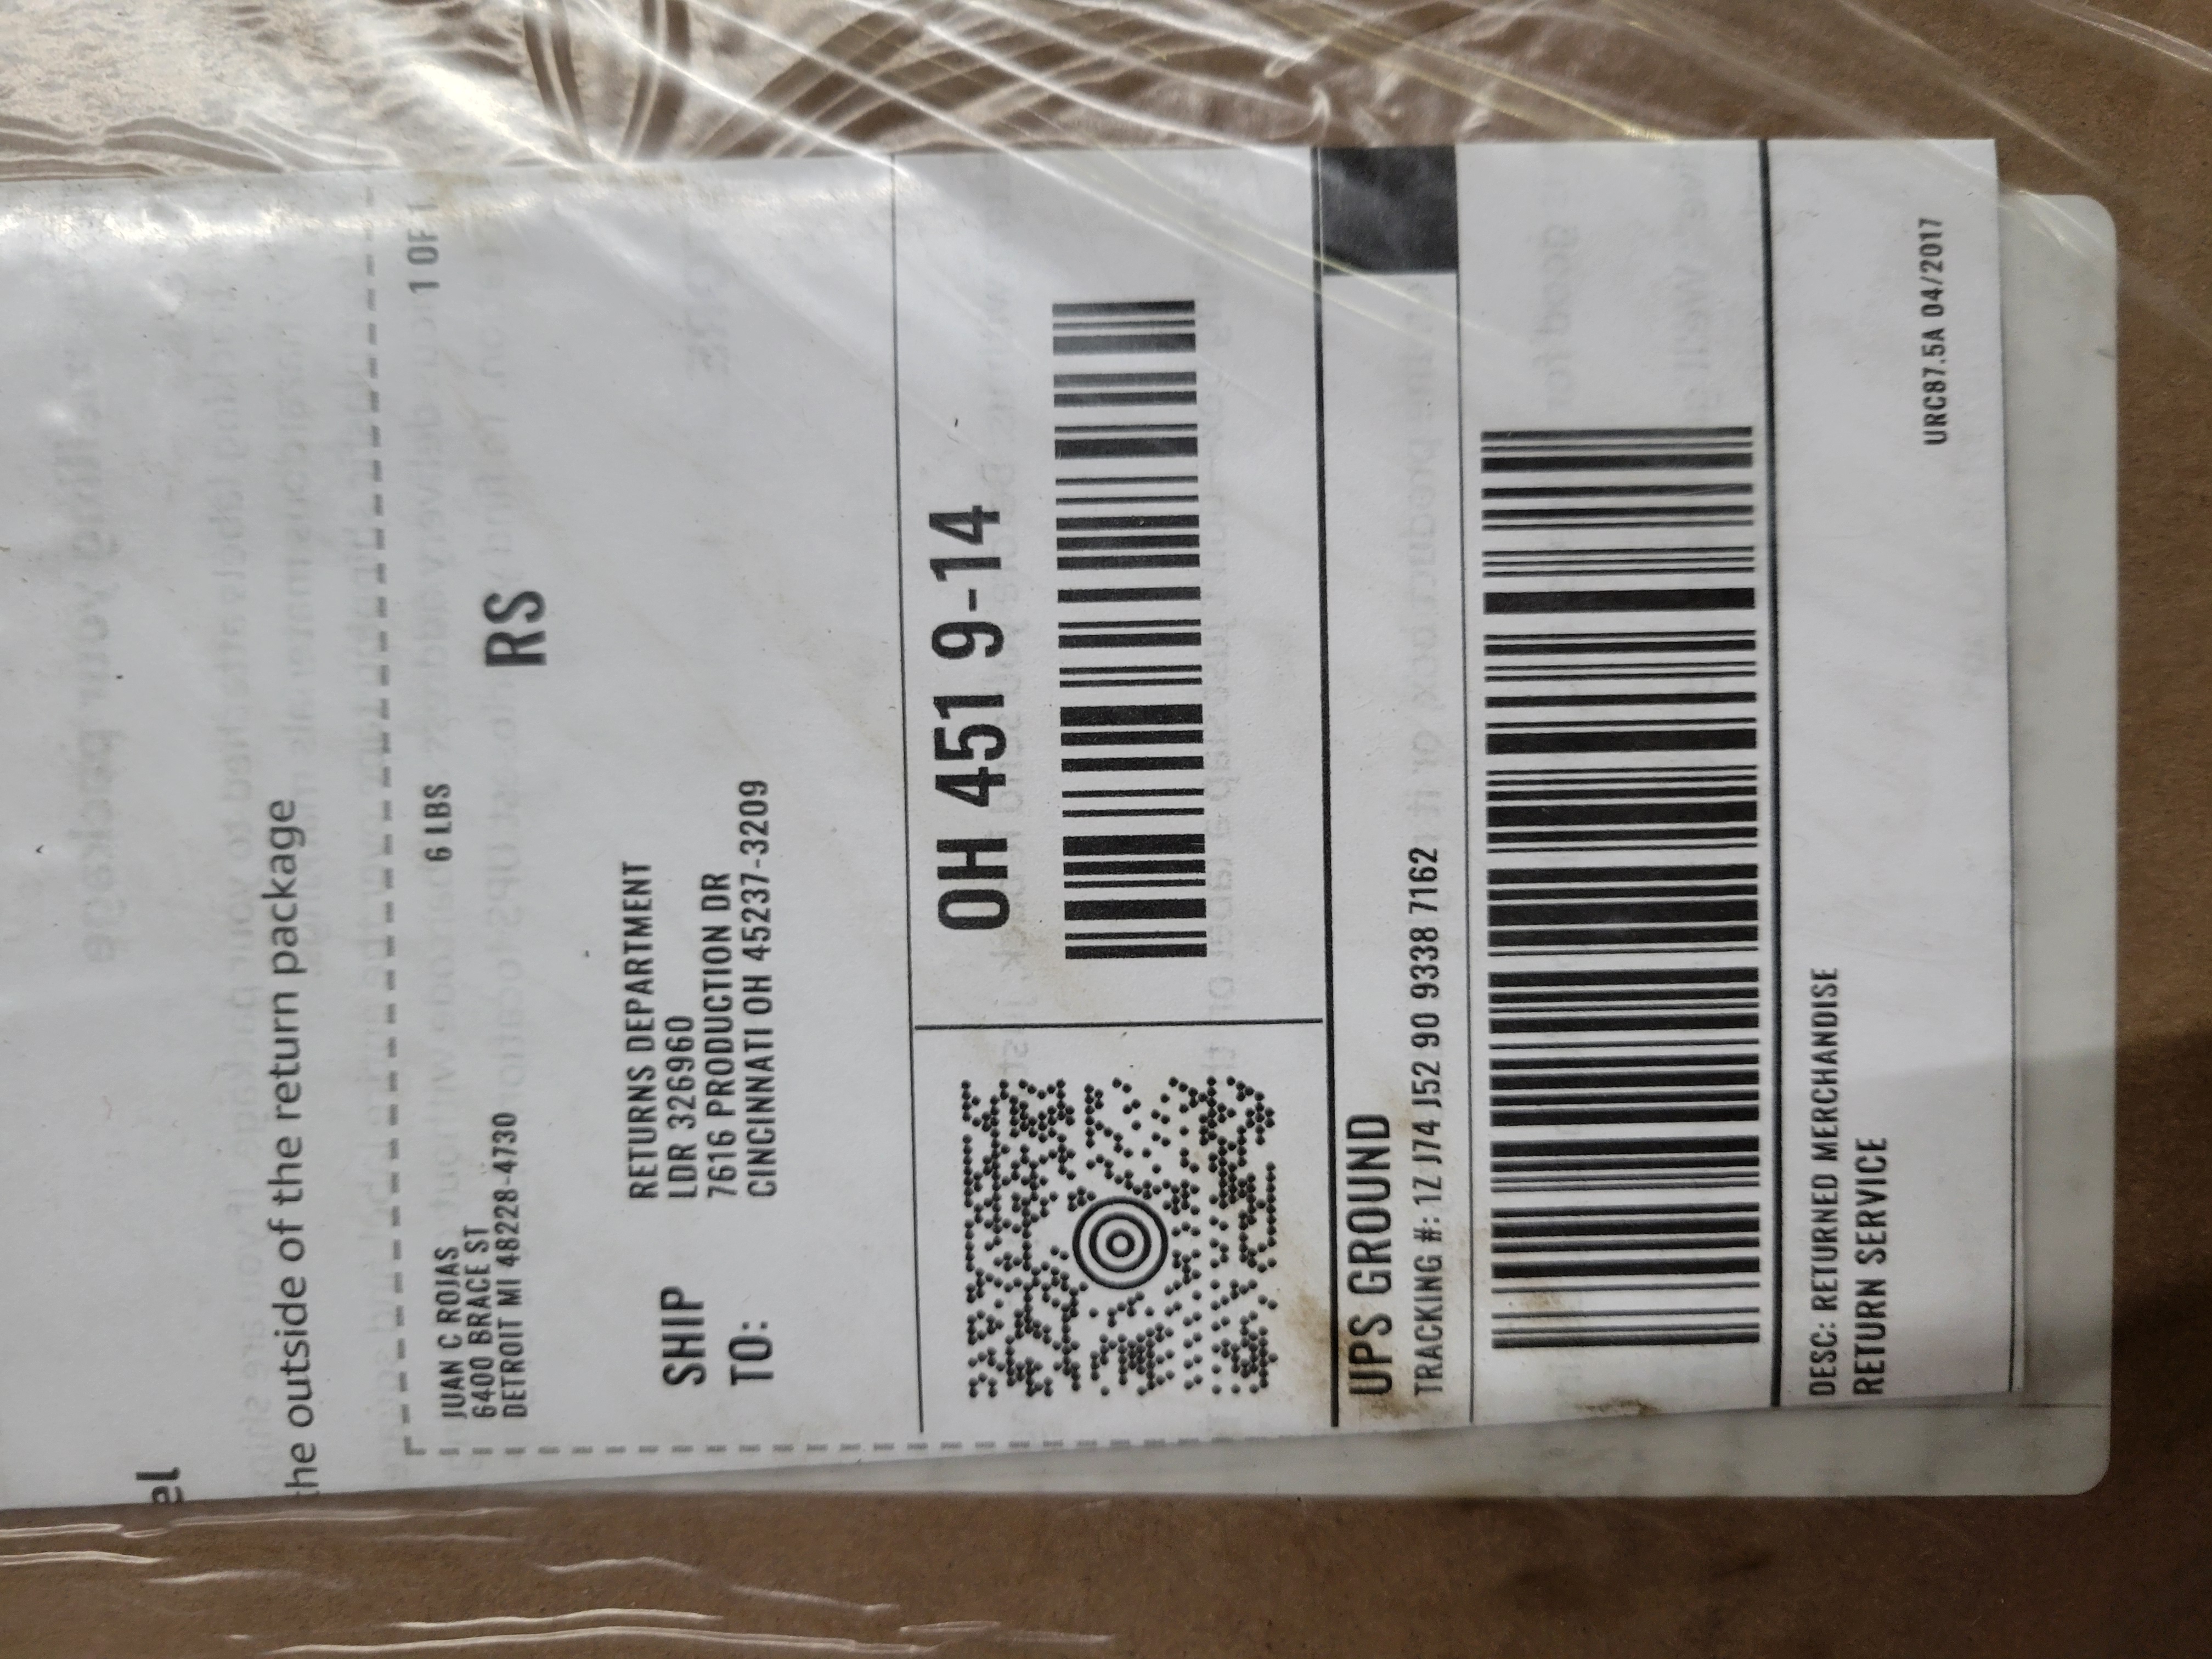 el
he outside of the return package
JUAN C ROJAS
6400 BRACE ST
DETROIT MI 48228-4730
6 LBS
1 OF 1
RS
SHIP
TO:
RETURNS DEPARTMENT
LDR 326960
7616 PRODUCTION DR
CINCINNATI OH 45237-3209
OH 451 9-14
UPS GROUND
TRACKING #: 1Z J74 J52 90 9338 7162
DESC: RETURNED MERCHANDISE
RETURN SERVICE
URC87.5A 04/2017